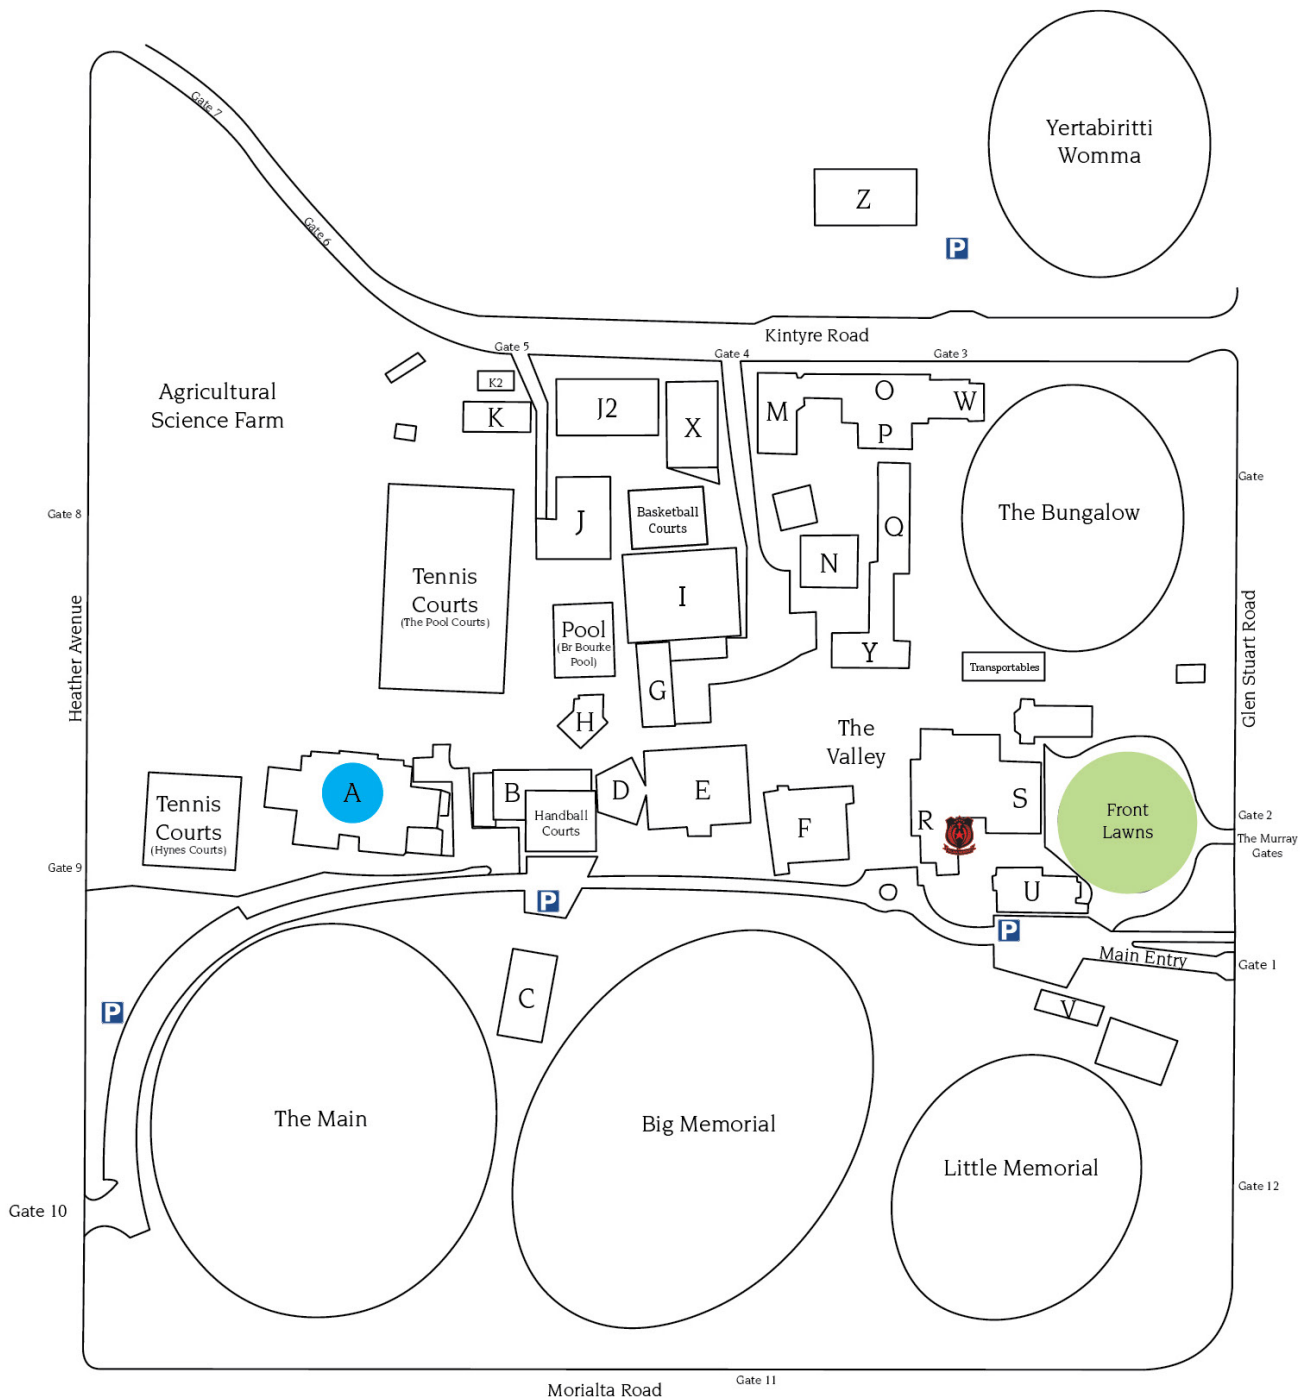 Yertabiritti
Womma
Gate 7
Z
P
Gate 6
Kintyre Road
Gate 5
Gate 4
Gate 3
Agricultural
Science Farm
K2
K
J2
X
M
O
W
P
Gate
Gate 8
J
Basketball
Courts
Q
The Bungalow
N
Tennis
Courts
(The Pool Courts)
I
Pool
(Br Bourke
Pool)
Y
Transportables
Heather Avenue
Glen Stuart Road
G
H
The
Valley
A
B
D
E
F
R
S
Front
Lawns
Handball
Courts
Tennis
Courts
(Hynes Courts)
Gate 2
The Murray
Gates
Gate 9
U
P
P
Main Entry
Gate 1
C
V
P
The Main
Big Memorial
Little Memorial
Gate 10
Gate 12
Gate 11
Morialta Road